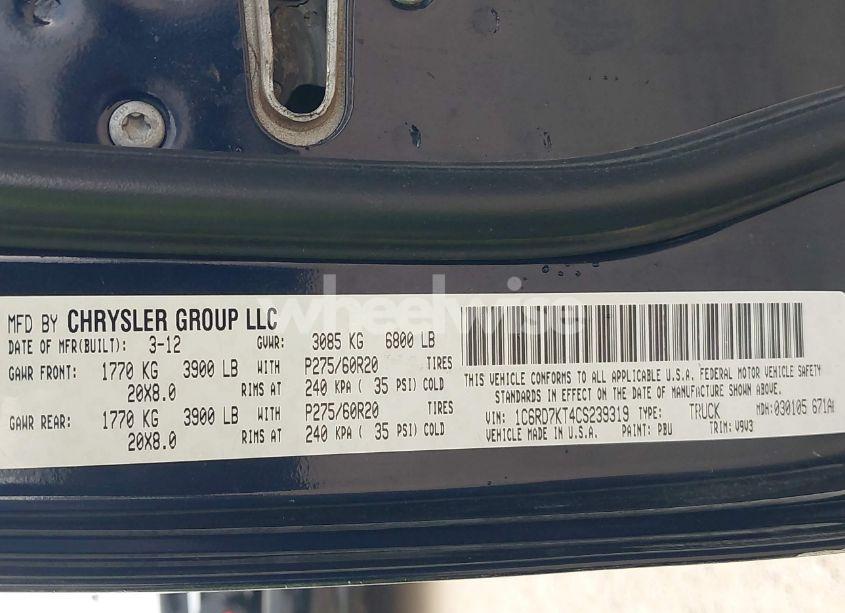 MFD BY CHRYSLER GROUP LLC
DATE OF MFR(BUILT): 3-12 GVWR: 3085 KG 6800 LB
GAWR FRONT: 1770 KG 3900 LB WITH P275/60R20 TIRES
20X8.0 RIMS AT 240 KPA ( 35 PSI) COLD
GAWR REAR: 1770 KG 3900 LB WITH P275/60R20 TIRES
20X8.0 RIMS AT 240 KPA ( 35 PSI) COLD
THIS VEHICLE CONFORMS TO ALL APPLICABLE U.S.A. FEDERAL MOTOR VEHICLE SAFETY
STANDARDS IN EFFECT ON THE DATE OF MANUFACTURE SHOWN ABOVE.
VIN: 1C6RD7KT4CS239319 TYPE: TRUCK MDH: 030105 671A
VEHICLE MADE IN U.S.A. PAINT: PBU TRIM: V9V3
wheelwise